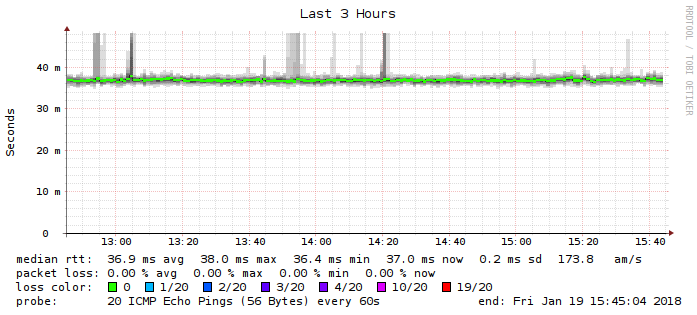 Last 3 Hours
RRDTOOL / TOBI OETIKER
Seconds
40 m
30 m
20 m
10 m
0
13:00 13:20 13:40 14:00 14:20 14:40 15:00 15:20 15:40
median rtt: 36.9 ms avg 38.0 ms max 36.4 ms min 37.0 ms now 0.2 ms sd 173.8 am/s
packet loss: 0.00 % avg 0.00 % max 0.00 % min 0.00 % now
loss color: 0 1/20 2/20 3/20 4/20 10/20 19/20
probe: 20 ICMP Echo Pings (56 Bytes) every 60s end: Fri Jan 19 15:45:04 2018